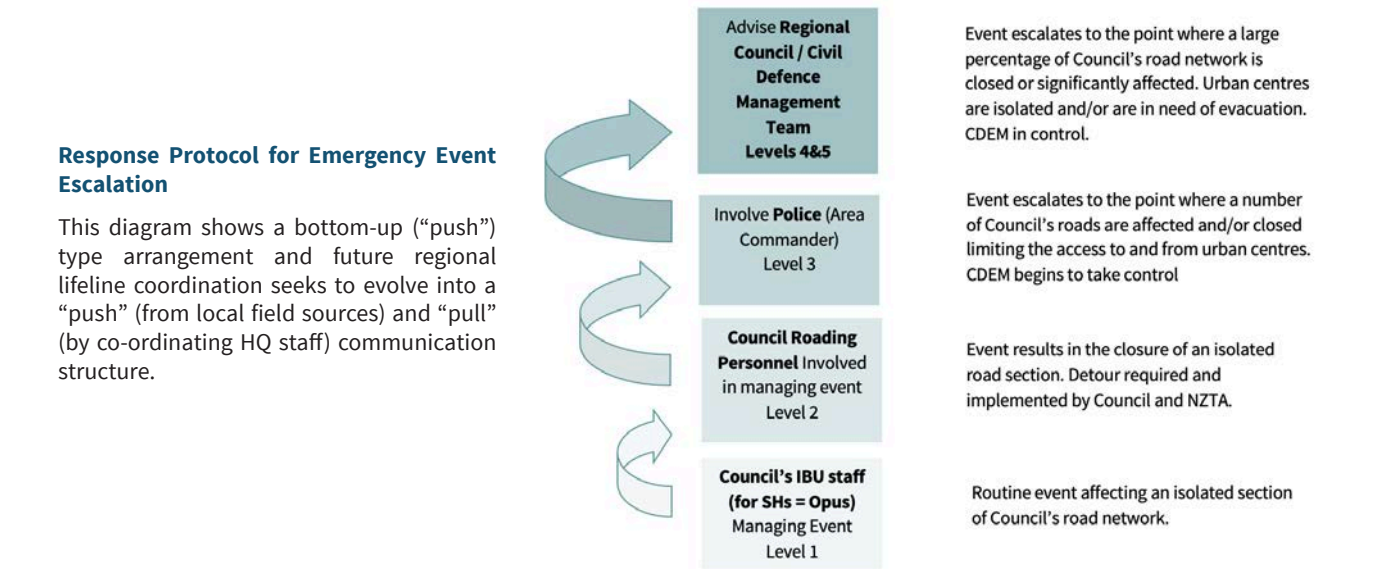 Response Protocol for Emergency Event
Escalation
This diagram shows a bottom-up (“push”)
type arrangement and future regional
lifeline coordination seeks to evolve into a
“push” (from local field sources) and “pull”
(by co-ordinating HQ staff) communication
structure.
Advise Regional
Council / Civil
Defence
Management
Team
Levels 4&5
Event escalates to the point where a large
percentage of Council’s road network is
closed or significantly affected. Urban centres
are isolated and/or are in need of evacuation.
CDEM in control.
Involve Police (Area
Commander)
Level 3
Event escalates to the point where a number
of Council’s roads are affected and/or closed
limiting the access to and from urban centres.
CDEM begins to take control
Council Roading
Personnel Involved
in managing event
Level 2
Event results in the closure of an isolated
road section. Detour required and
implemented by Council and NZTA.
Council’s IBU staff
(for SHs = Opus)
Managing Event
Level 1
Routine event affecting an isolated section
of Council’s road network.